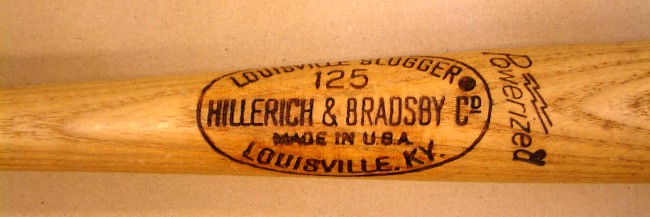 LOUISVILLE SLUGGER
125
HILLERICH & BRADSBY CO
MADE IN U.S.A.
LOUISVILLE, KY.
Powerized